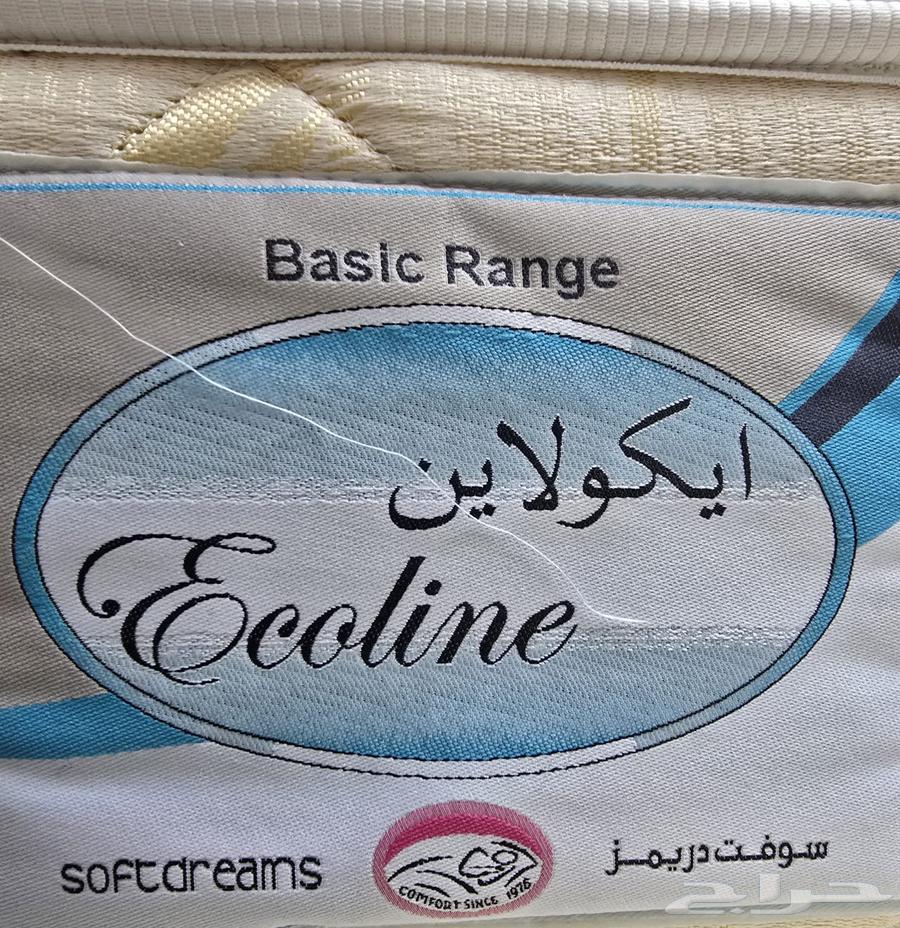 Basic Range
ايكولاين
Ecoline
softdreams
COMFORT SINCE 1976
سوفت دريمز
حراج